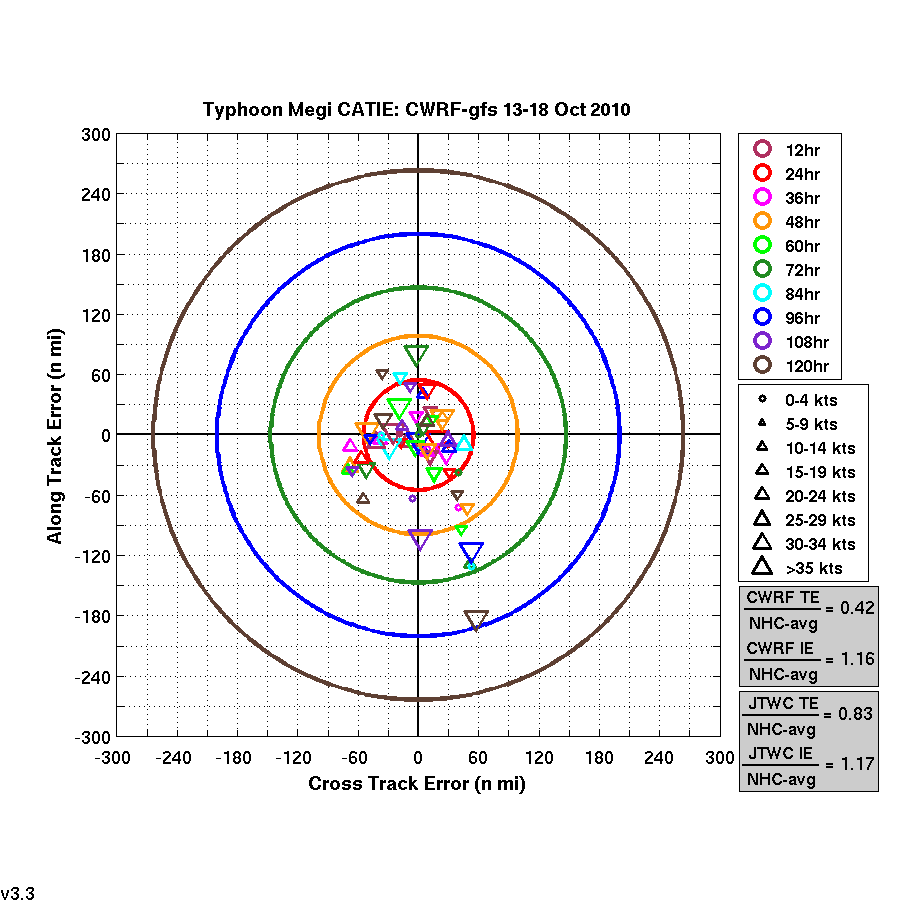 Typhoon Megi CATIE: CWRF-gfs 13-18 Oct 2010
300
240
180
120
60
0
-60
-120
-180
-240
-300
Along Track Error (n mi)
-300 -240 -180 -120 -60 0 60 120 180 240 300
Cross Track Error (n mi)
12hr
24hr
36hr
48hr
60hr
72hr
84hr
96hr
108hr
120hr
0-4 kts
5-9 kts
10-14 kts
15-19 kts
20-24 kts
25-29 kts
30-34 kts
>35 kts
CWRF TE
NHC-avg = 0.42
CWRF IE
NHC-avg = 1.16
JTWC TE
NHC-avg = 0.83
JTWC IE
NHC-avg = 1.17
v3.3